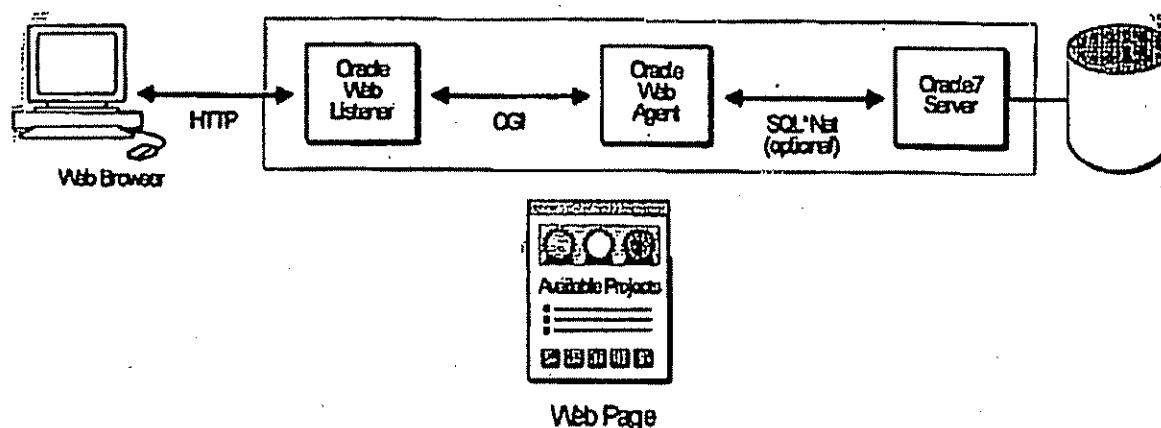 Oracle
Web
Listener
Oracle
Web
Agent
Oracle7
Server
HTTP
CGI
SQL*Net
(optional)
Web Browser
Available Projects
Web Page